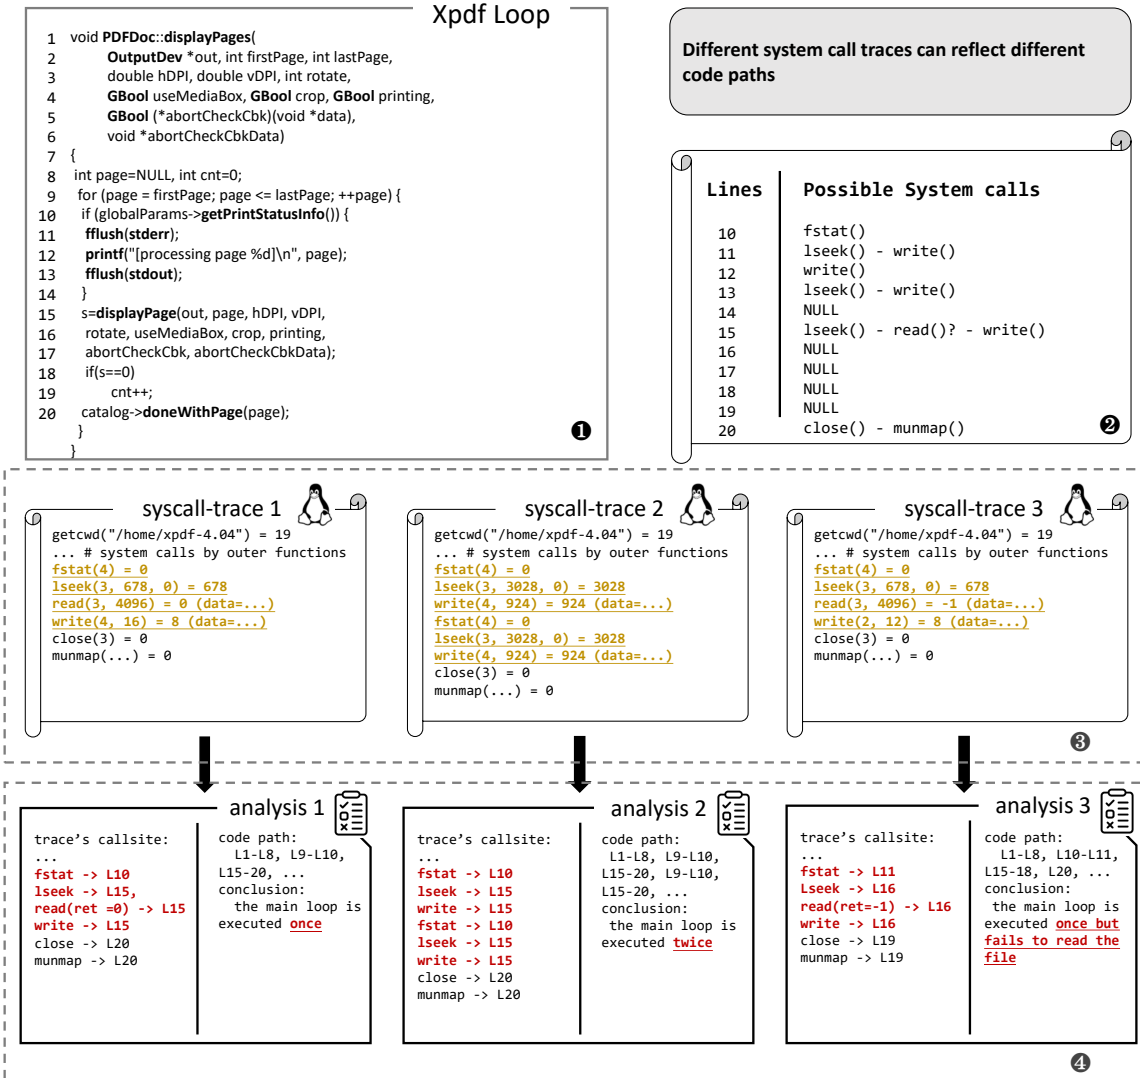 Xpdf Loop
1 void PDFDoc::displayPages(
2 OutputDev *out, int firstPage, int lastPage,
3 double hDPI, double vDPI, int rotate,
4 GBool useMediaBox, GBool crop, GBool printing,
5 GBool (*abortCheckCbk)(void *data),
6 void *abortCheckCbkData)
7 {
8 int page=NULL, int cnt=0;
9 for (page = firstPage; page <= lastPage; ++page) {
10 if (globalParams->getPrintStatusInfo()) {
11 fflush(stderr);
12 printf("[processing page %d]\n", page);
13 fflush(stdout);
14 }
15 s=displayPage(out, page, hDPI, vDPI,
16 rotate, useMediaBox, crop, printing,
17 abortCheckCbk, abortCheckCbkData);
18 if(s==0)
19 cnt++;
20 catalog->doneWithPage(page);
}
}
❶
Different system call traces can reflect different
code paths
Lines Possible System calls
10 fstat()
11 lseek() - write()
12 write()
13 lseek() - write()
14 NULL
15 lseek() - read()? - write()
16 NULL
17 NULL
18 NULL
19 NULL
20 close() - munmap()
❷
syscall-trace 1
getcwd("/home/xpdf-4.04") = 19
... # system calls by outer functions
fstat(4) = 0
lseek(3, 678, 0) = 678
read(3, 4096) = 0 (data=...)
write(4, 16) = 8 (data=...)
close(3) = 0
munmap(...) = 0
syscall-trace 2
getcwd("/home/xpdf-4.04") = 19
... # system calls by outer functions
fstat(4) = 0
lseek(3, 3028, 0) = 3028
write(4, 924) = 924 (data=...)
fstat(4) = 0
lseek(3, 3028, 0) = 3028
write(4, 924) = 924 (data=...)
close(3) = 0
munmap(...) = 0
syscall-trace 3
getcwd("/home/xpdf-4.04") = 19
... # system calls by outer functions
fstat(4) = 0
lseek(3, 678, 0) = 678
read(3, 4096) = -1 (data=...)
write(2, 12) = 8 (data=...)
close(3) = 0
munmap(...) = 0
❸
analysis 1
trace's callsite:
...
fstat -> L10
lseek -> L15,
read(ret =0) -> L15
write -> L15
close -> L20
munmap -> L20
code path:
L1-L8, L9-L10,
L15-20, ...
conclusion:
the main loop is
executed once
analysis 2
trace's callsite:
...
fstat -> L10
lseek -> L15
write -> L15
fstat -> L10
lseek -> L15
write -> L15
close -> L20
munmap -> L20
code path:
L1-L8, L9-L10,
L15-20, L9-L10,
L15-20, ...
conclusion:
the main loop is
executed twice
analysis 3
trace's callsite:
...
fstat -> L11
Lseek -> L16
read(ret=-1) -> L16
write -> L16
close -> L19
munmap -> L19
code path:
L1-L8, L10-L11,
L15-18, L20, ...
conclusion:
the main loop is
executed once but
fails to read the
file
❹